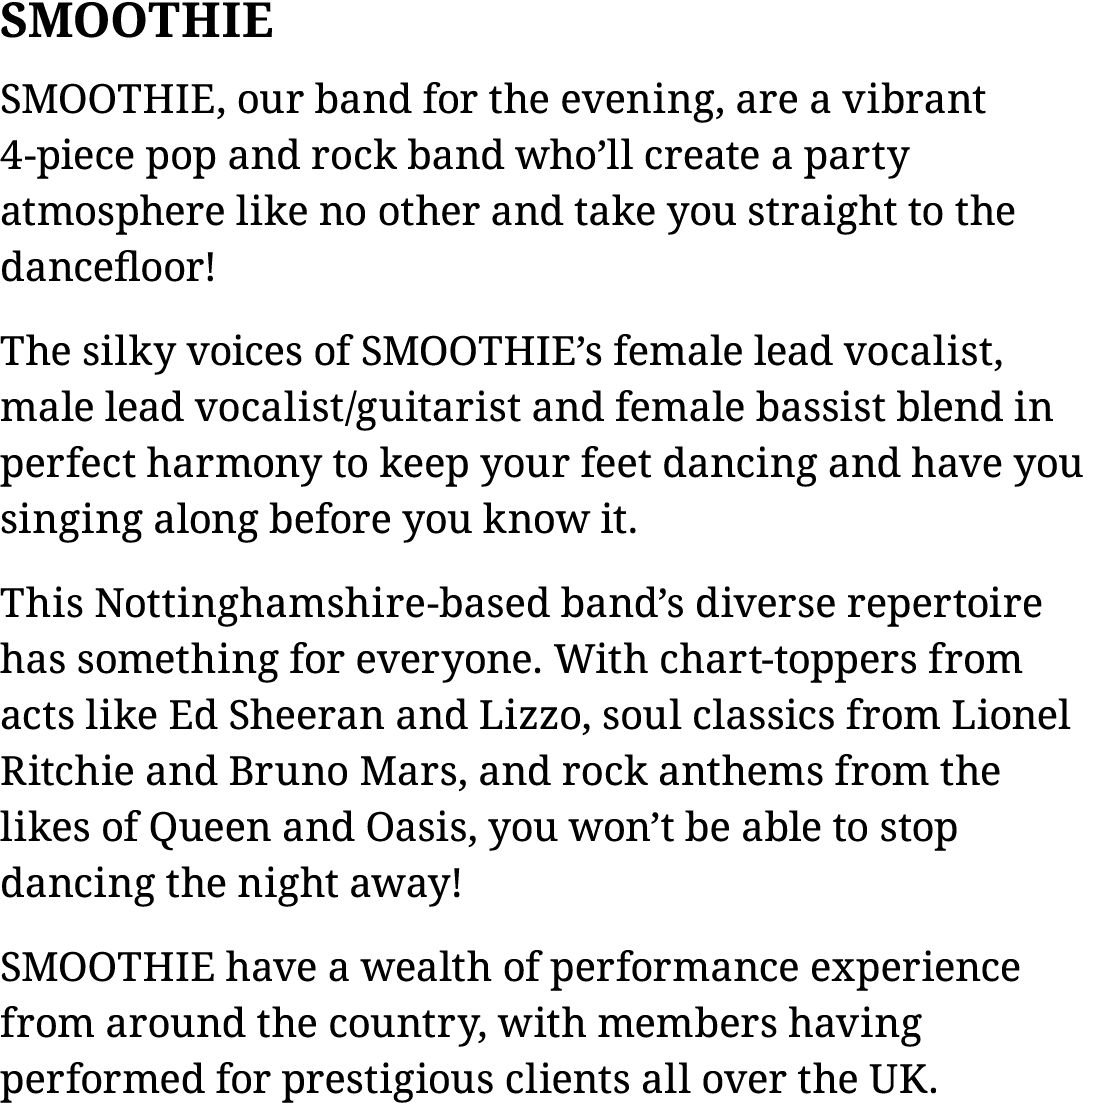 SMOOTHIE
SMOOTHIE, our band for the evening, are a vibrant
4-piece pop and rock band who’ll create a party
atmosphere like no other and take you straight to the
dancefloor!
The silky voices of SMOOTHIE’s female lead vocalist,
male lead vocalist/guitarist and female bassist blend in
perfect harmony to keep your feet dancing and have you
singing along before you know it.
This Nottinghamshire-based band’s diverse repertoire
has something for everyone. With chart-toppers from
acts like Ed Sheeran and Lizzo, soul classics from Lionel
Ritchie and Bruno Mars, and rock anthems from the
likes of Queen and Oasis, you won’t be able to stop
dancing the night away!
SMOOTHIE have a wealth of performance experience
from around the country, with members having
performed for prestigious clients all over the UK.